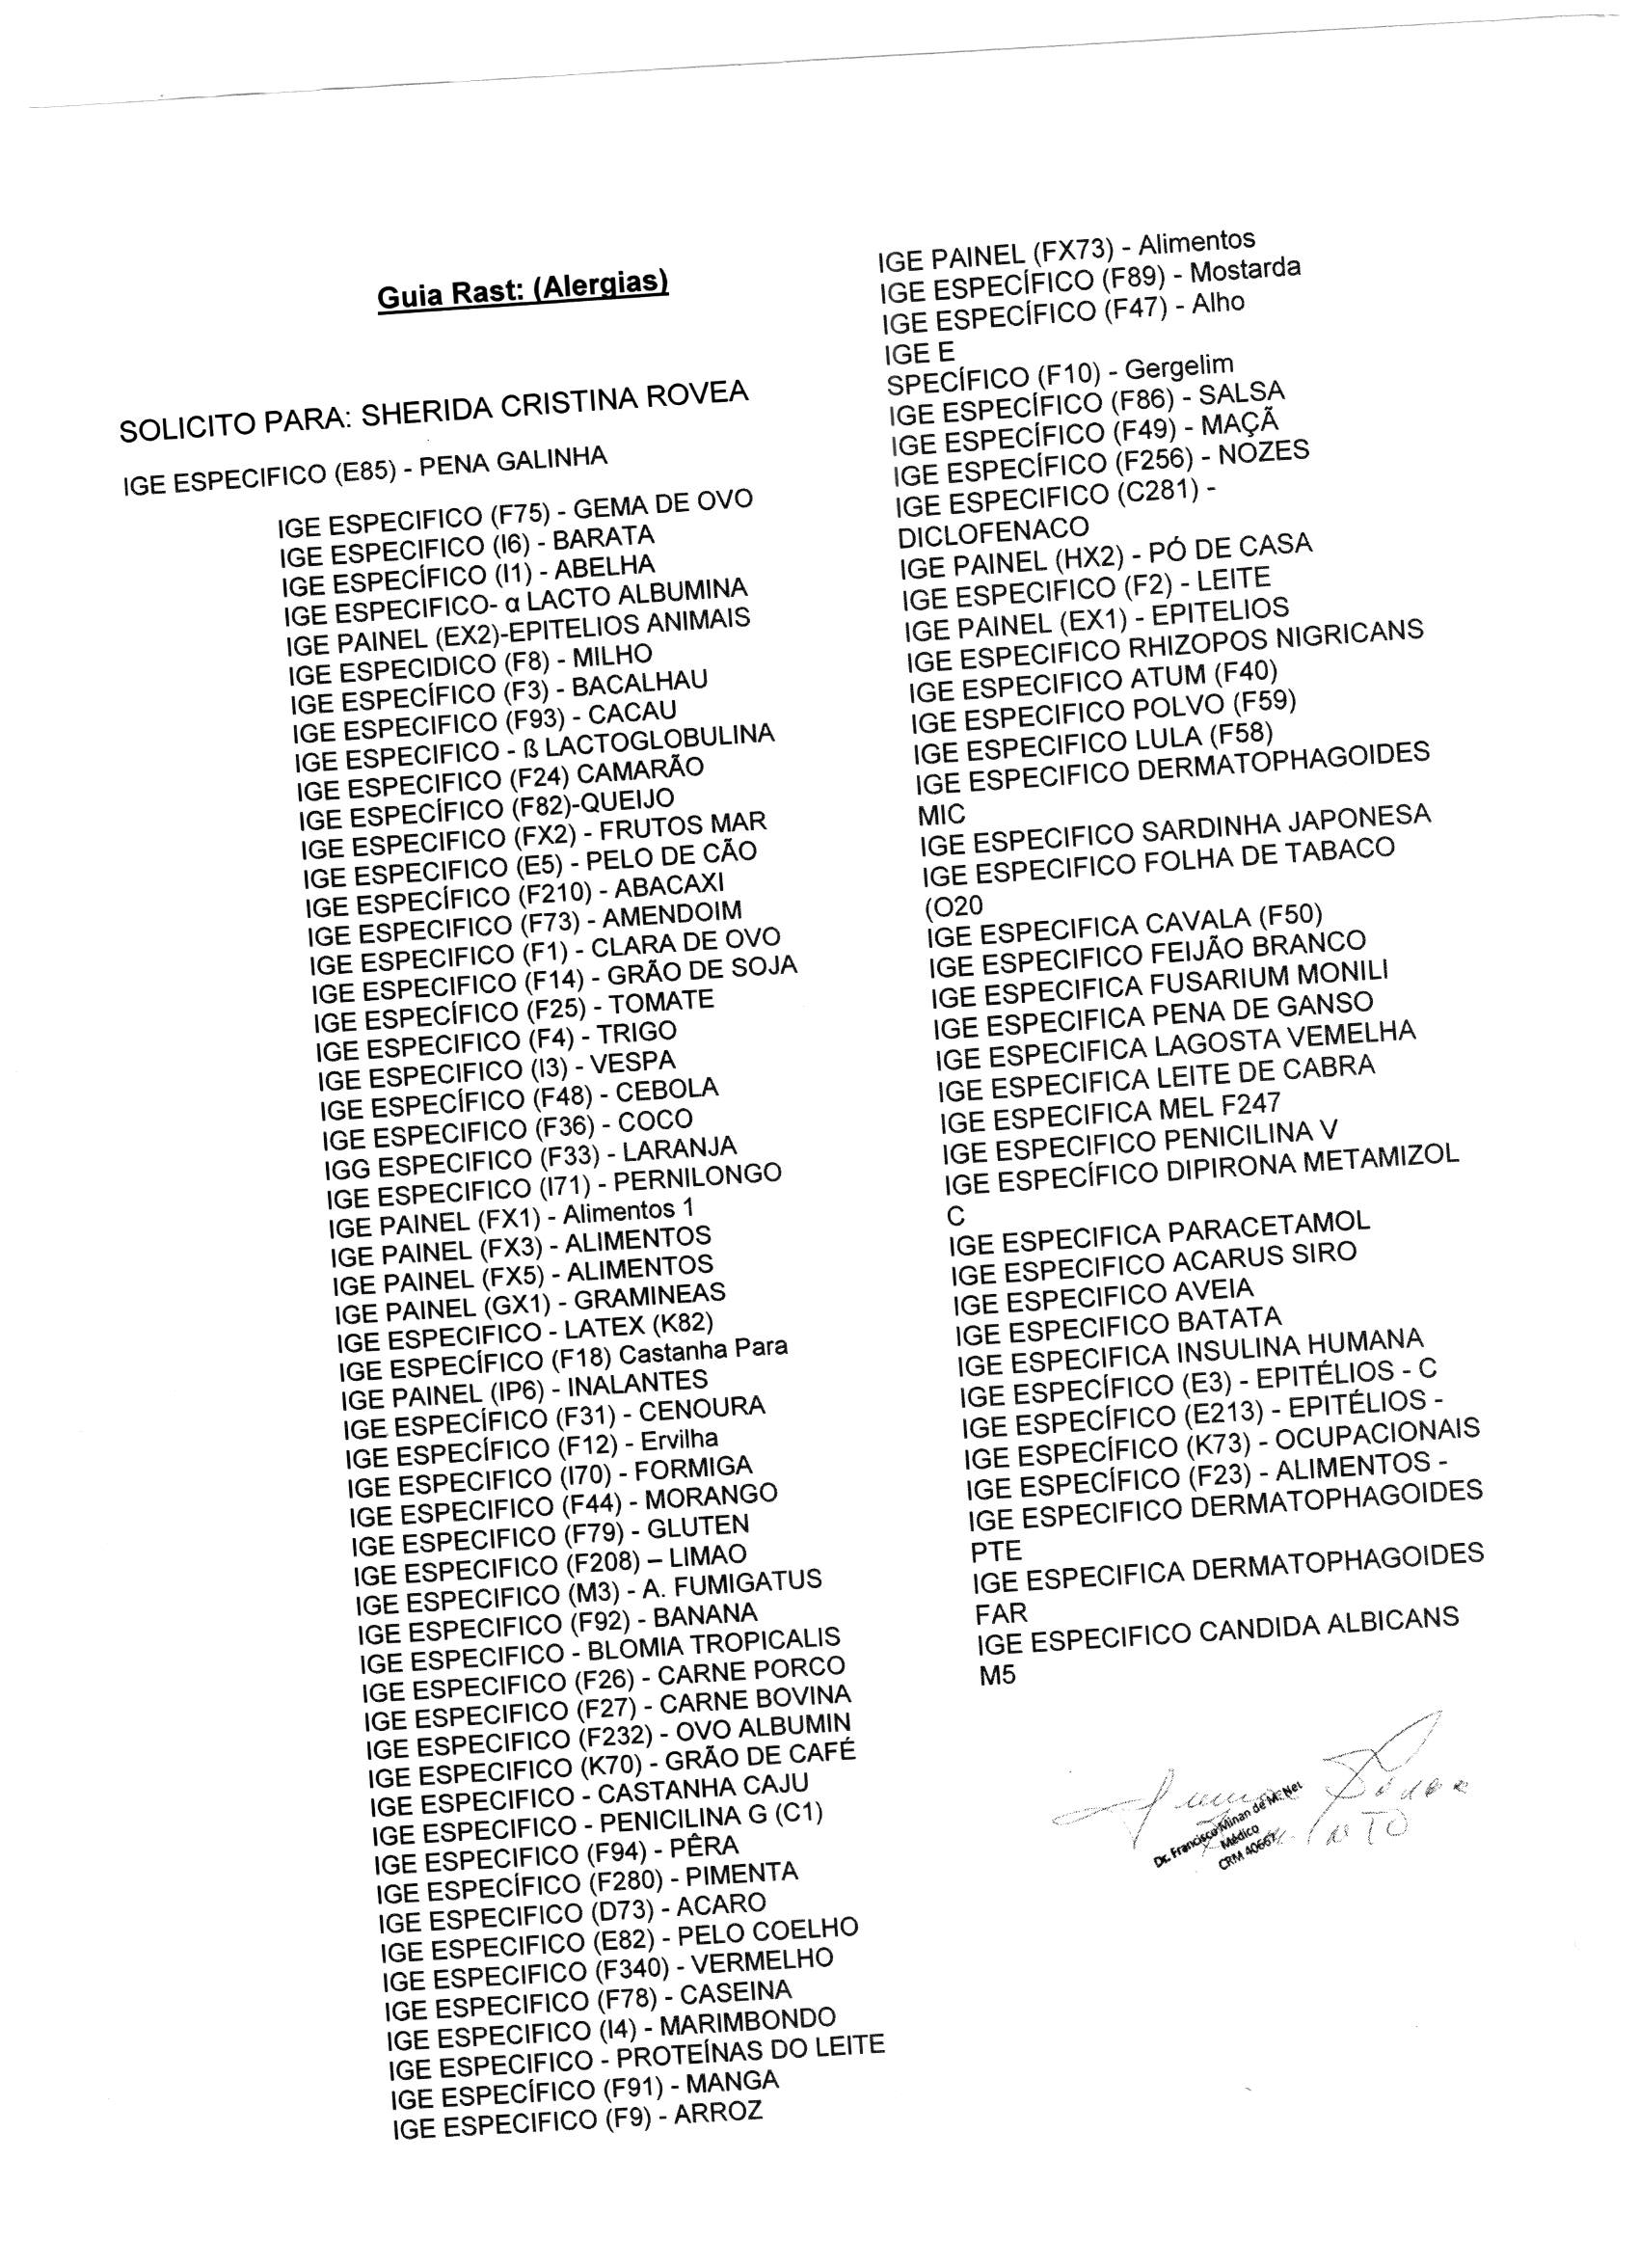 Guia Rast: (Alergias)
SOLICITO PARA: SHERIDA CRISTINA ROVEA
IGE ESPECIFICO (E85) - PENA GALINHA
IGE ESPECIFICO (F75) - GEMA DE OVO
IGE ESPECIFICO (I6) - BARATA
IGE ESPECÍFICO (I1) - ABELHA
IGE ESPECIFICO- α LACTO ALBUMINA
IGE PAINEL (EX2)-EPITELIOS ANIMAIS
IGE ESPECIDICO (F8) - MILHO
IGE ESPECÍFICO (F3) - BACALHAU
IGE ESPECIFICO (F93) - CACAU
IGE ESPECIFICO - ß LACTOGLOBULINA
IGE ESPECIFICO (F24) CAMARÃO
IGE ESPECÍFICO (F82)-QUEIJO
IGE ESPECIFICO (FX2) - FRUTOS MAR
IGE ESPECIFICO (E5) - PELO DE CÃO
IGE ESPECÍFICO (F210) - ABACAXI
IGE ESPECIFICO (F73) - AMENDOIM
IGE ESPECIFICO (F1) - CLARA DE OVO
IGE ESPECIFICO (F14) - GRÃO DE SOJA
IGE ESPECÍFICO (F25) - TOMATE
IGE ESPECIFICO (F4) - TRIGO
IGE ESPECIFICO (I3) - VESPA
IGE ESPECÍFICO (F48) - CEBOLA
IGE ESPECIFICO (F36) - COCO
IGG ESPECIFICO (F33) - LARANJA
IGE ESPECIFICO (I71) - PERNILONGO
IGE PAINEL (FX1) - Alimentos 1
IGE PAINEL (FX3) - ALIMENTOS
IGE PAINEL (FX5) - ALIMENTOS
IGE PAINEL (GX1) - GRAMINEAS
IGE ESPECIFICO - LATEX (K82)
IGE ESPECÍFICO (F18) Castanha Para
IGE PAINEL (IP6) - INALANTES
IGE ESPECÍFICO (F31) - CENOURA
IGE ESPECÍFICO (F12) - Ervilha
IGE ESPECIFICO (I70) - FORMIGA
IGE ESPECIFICO (F44) - MORANGO
IGE ESPECIFICO (F79) - GLUTEN
IGE ESPECIFICO (F208) – LIMAO
IGE ESPECIFICO (M3) - A. FUMIGATUS
IGE ESPECIFICO (F92) - BANANA
IGE ESPECIFICO - BLOMIA TROPICALIS
IGE ESPECIFICO (F26) - CARNE PORCO
IGE ESPECIFICO (F27) - CARNE BOVINA
IGE ESPECIFICO (F232) - OVO ALBUMIN
IGE ESPECIFICO (K70) - GRÃO DE CAFÉ
IGE ESPECIFICO - CASTANHA CAJU
IGE ESPECIFICO - PENICILINA G (C1)
IGE ESPECIFICO (F94) - PÊRA
IGE ESPECÍFICO (F280) - PIMENTA
IGE ESPECIFICO (D73) - ACARO
IGE ESPECIFICO (E82) - PELO COELHO
IGE ESPECIFICO (F340) - VERMELHO
IGE ESPECIFICO (F78) - CASEINA
IGE ESPECIFICO (I4) - MARIMBONDO
IGE ESPECIFICO - PROTEÍNAS DO LEITE
IGE ESPECÍFICO (F91) - MANGA
IGE ESPECIFICO (F9) - ARROZ
IGE PAINEL (FX73) - Alimentos
IGE ESPECÍFICO (F89) - Mostarda
IGE ESPECÍFICO (F47) - Alho
IGE E
SPECÍFICO (F10) - Gergelim
IGE ESPECÍFICO (F86) - SALSA
IGE ESPECÍFICO (F49) - MAÇÃ
IGE ESPECÍFICO (F256) - NOZES
IGE ESPECIFICO (C281) -
DICLOFENACO
IGE PAINEL (HX2) - PÓ DE CASA
IGE ESPECIFICO (F2) - LEITE
IGE PAINEL (EX1) - EPITELIOS
IGE ESPECIFICO RHIZOPOS NIGRICANS
IGE ESPECIFICO ATUM (F40)
IGE ESPECIFICO POLVO (F59)
IGE ESPECIFICO LULA (F58)
IGE ESPECIFICO DERMATOPHAGOIDES
MIC
IGE ESPECIFICO SARDINHA JAPONESA
IGE ESPECIFICO FOLHA DE TABACO
(O20
IGE ESPECIFICA CAVALA (F50)
IGE ESPECIFICO FEIJÃO BRANCO
IGE ESPECIFICA FUSARIUM MONILI
IGE ESPECIFICA PENA DE GANSO
IGE ESPECIFICA LAGOSTA VEMELHA
IGE ESPECIFICA LEITE DE CABRA
IGE ESPECIFICA MEL F247
IGE ESPECIFICO PENICILINA V
IGE ESPECÍFICO DIPIRONA METAMIZOL
C
IGE ESPECIFICA PARACETAMOL
IGE ESPECIFICO ACARUS SIRO
IGE ESPECIFICO AVEIA
IGE ESPECIFICO BATATA
IGE ESPECIFICA INSULINA HUMANA
IGE ESPECÍFICO (E3) - EPITÉLIOS - C
IGE ESPECÍFICO (E213) - EPITÉLIOS -
IGE ESPECÍFICO (K73) - OCUPACIONAIS
IGE ESPECÍFICO (F23) - ALIMENTOS -
IGE ESPECIFICO DERMATOPHAGOIDES
PTE
IGE ESPECIFICA DERMATOPHAGOIDES
FAR
IGE ESPECIFICO CANDIDA ALBICANS
M5
Dr. Francisco Minan de M. Net
Médico
CRM 40667